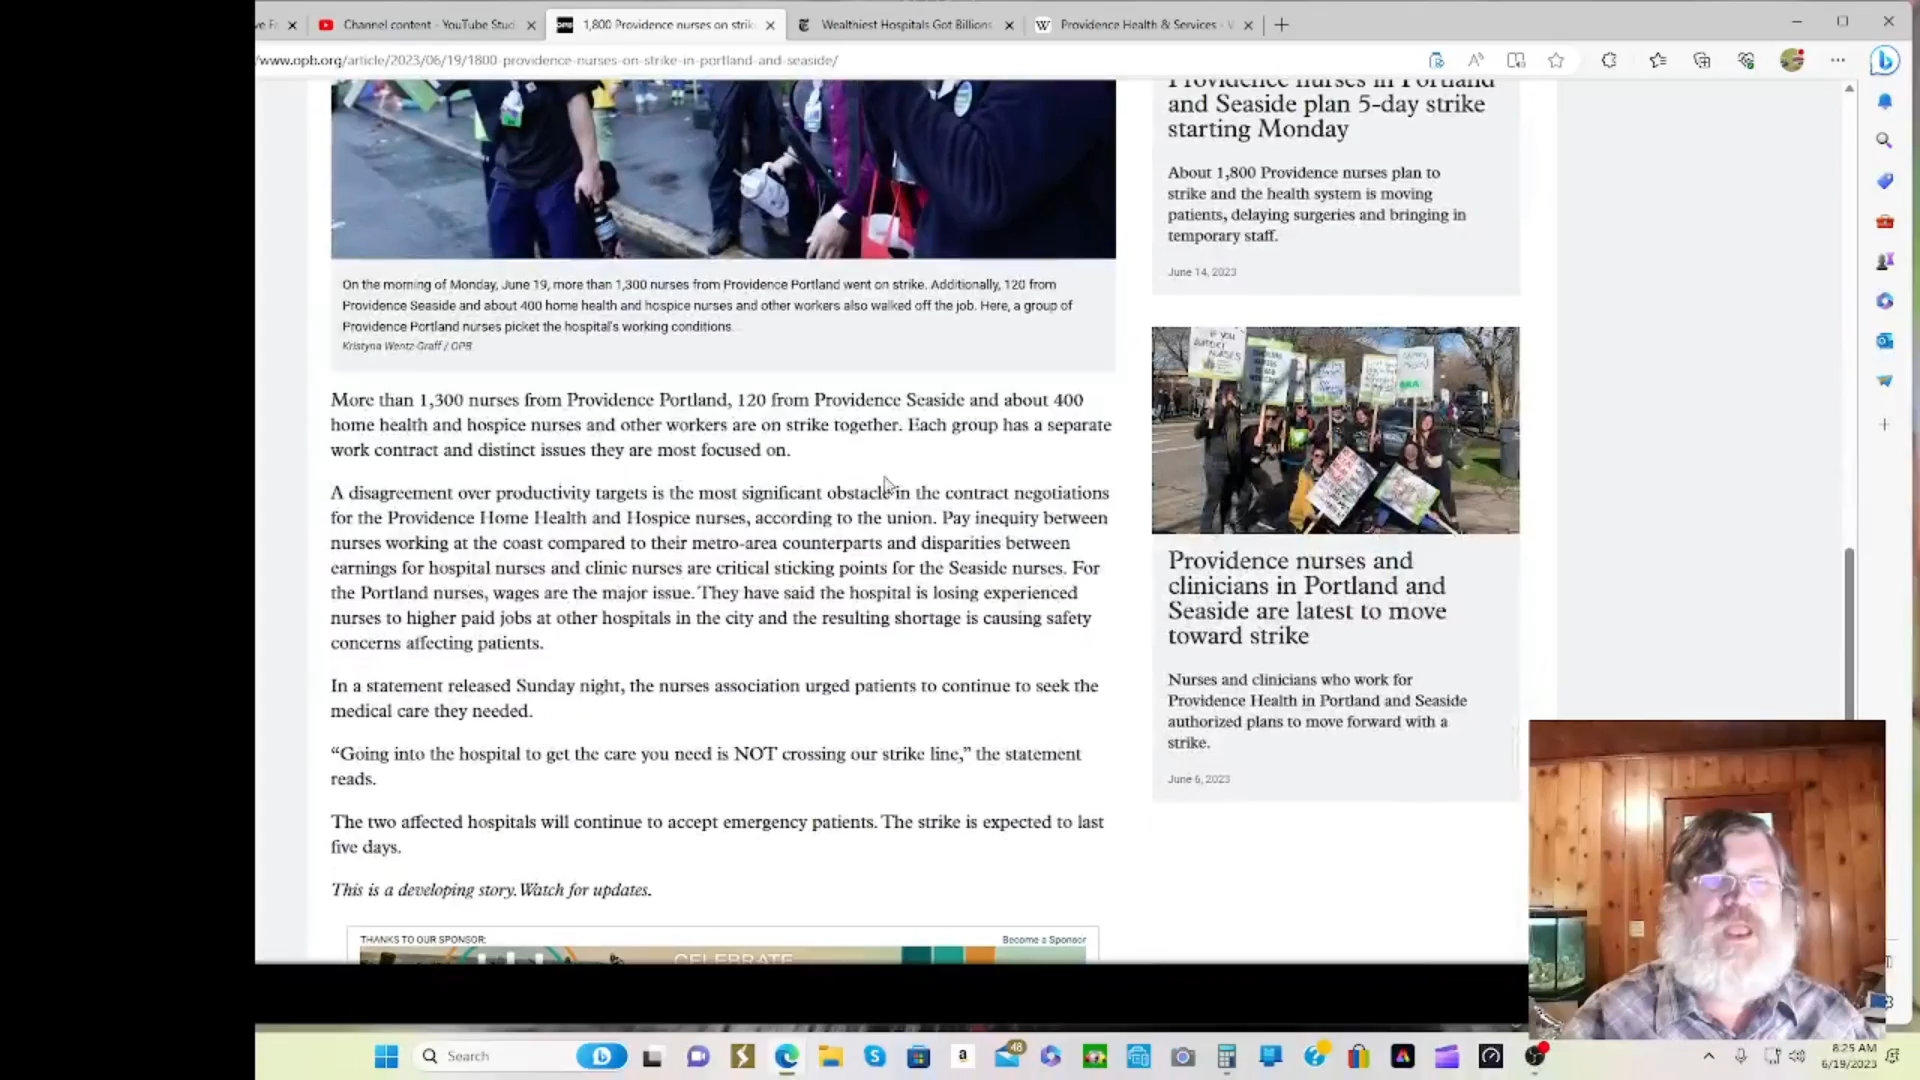 Channel content - YouTube Stud
1,800 Providence nurses on strik
Wealthiest Hospitals Got Billions
Providence Health & Services -
www.opb.org/article/2023/06/19/1800-providence-nurses-on-strike-in-portland-and-seaside/
On the morning of Monday, June 19, more than 1,300 nurses from Providence Portland went on strike. Additionally, 120 from
Providence Seaside and about 400 home health and hospice nurses and other workers also walked off the job. Here, a group of
Providence Portland nurses picket the hospital's working conditions.
Kristyna Wentz-Graff / OPB
More than 1,300 nurses from Providence Portland, 120 from Providence Seaside and about 400
home health and hospice nurses and other workers are on strike together. Each group has a separate
work contract and distinct issues they are most focused on.
A disagreement over productivity targets is the most significant obstacle in the contract negotiations
for the Providence Home Health and Hospice nurses, according to the union. Pay inequity between
nurses working at the coast compared to their metro-area counterparts and disparities between
earnings for hospital nurses and clinic nurses are critical sticking points for the Seaside nurses. For
the Portland nurses, wages are the major issue. They have said the hospital is losing experienced
nurses to higher paid jobs at other hospitals in the city and the resulting shortage is causing safety
concerns affecting patients.
In a statement released Sunday night, the nurses association urged patients to continue to seek the
medical care they needed.
“Going into the hospital to get the care you need is NOT crossing our strike line,” the statement
reads.
The two affected hospitals will continue to accept emergency patients. The strike is expected to last
five days.
This is a developing story. Watch for updates.
THANKS TO OUR SPONSOR:
Become a Sponsor
CELEBRATE
Providence nurses in Portland
and Seaside plan 5-day strike
starting Monday
About 1,800 Providence nurses plan to
strike and the health system is moving
patients, delaying surgeries and bringing in
temporary staff.
June 14, 2023
IF YOU
SUPPORT
NURSES
Providence nurses and
clinicians in Portland and
Seaside are latest to move
toward strike
Nurses and clinicians who work for
Providence Health in Portland and Seaside
authorized plans to move forward with a
strike.
June 6, 2023
Search
48
8:25 AM
6/19/2023